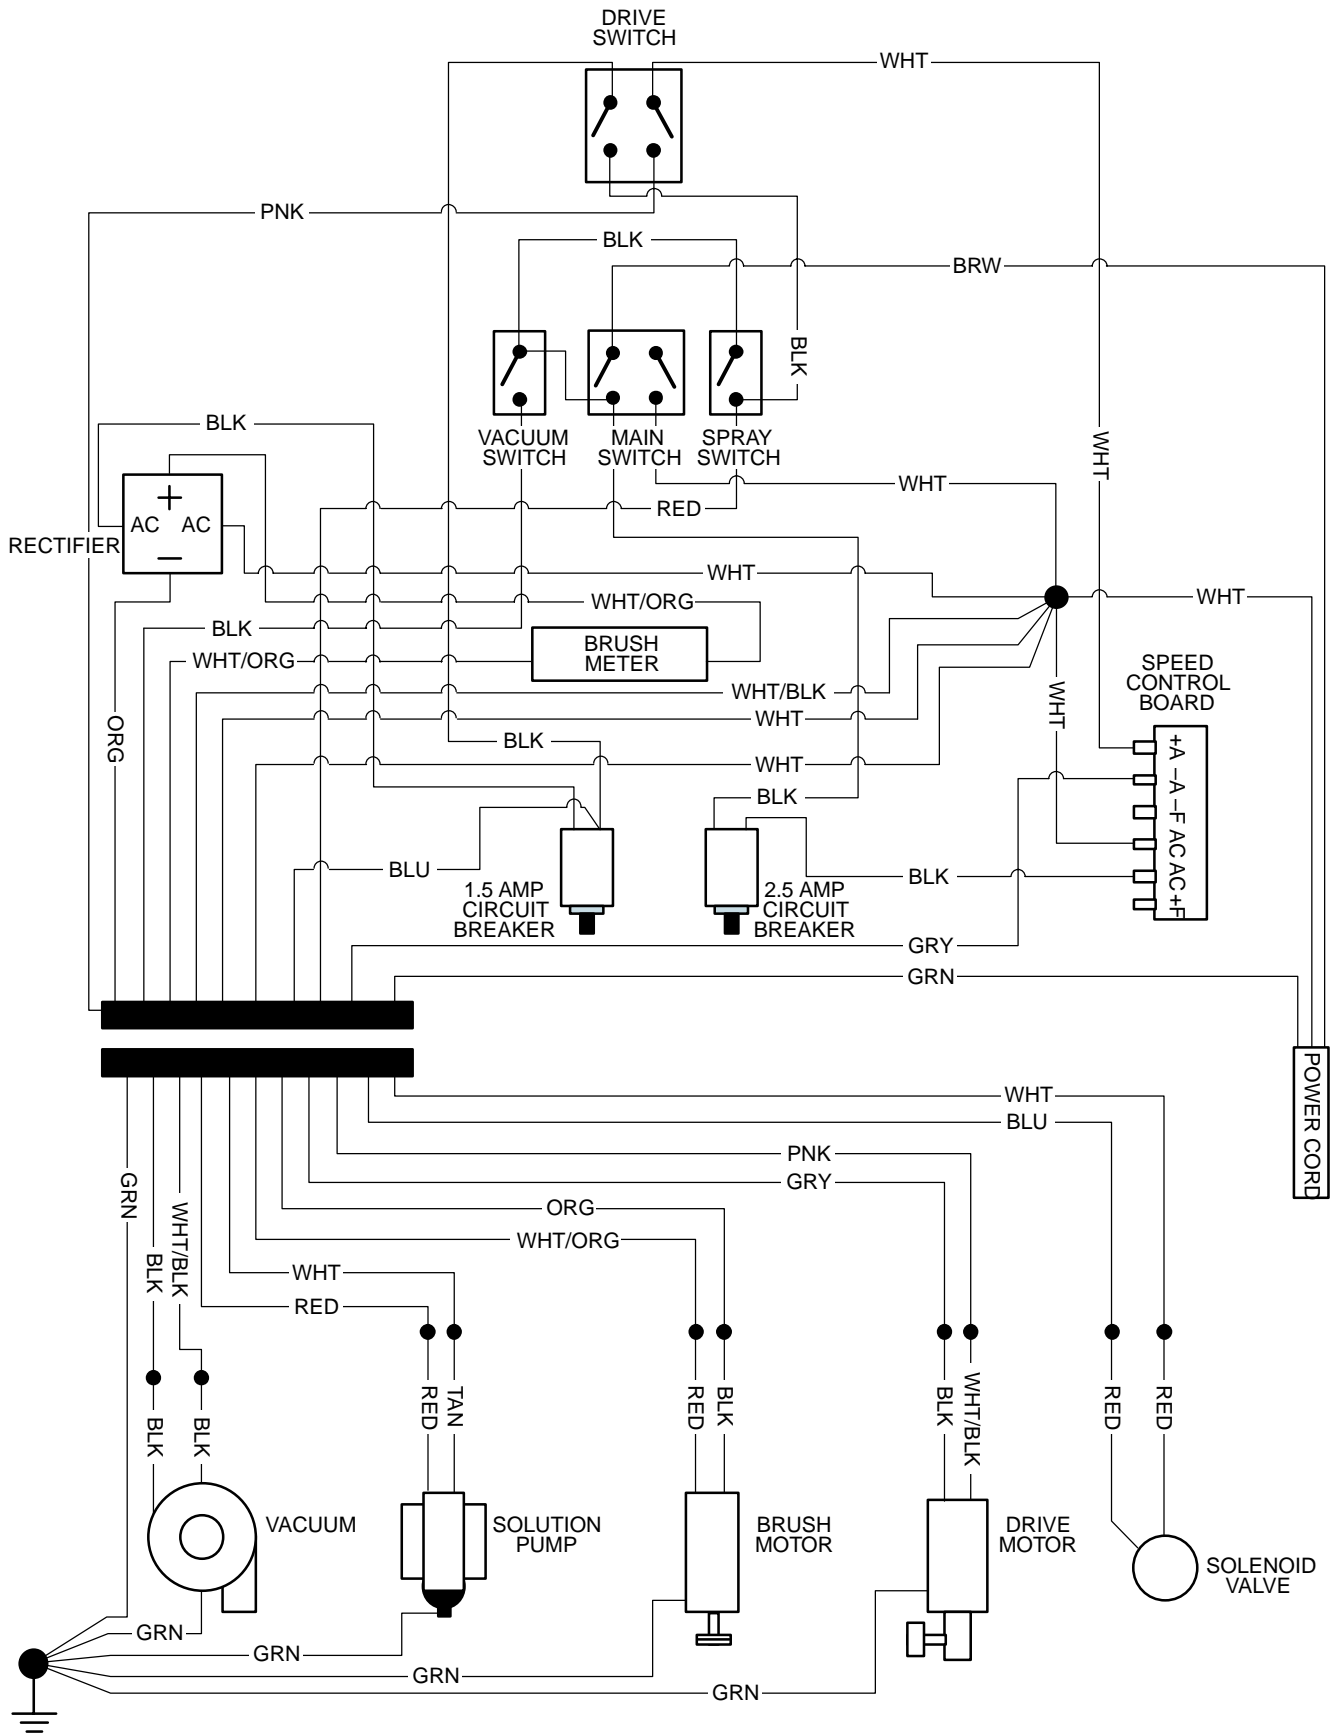 DRIVE
SWITCH
WHT
PNK
BLK
BRW
BLK
BLK
VACUUM
SWITCH
MAIN
SWITCH
SPRAY
SWITCH
WHT
WHT
RED
+
AC AC
–
RECTIFIER
WHT
WHT/ORG
WHT
BLK
BRUSH
METER
WHT/ORG
SPEED
CONTROL
BOARD
WHT/BLK
WHT
WHT
ORG
BLK
WHT
BLK
+A –A –F AC AC +F
BLU
BLK
1.5 AMP
CIRCUIT
BREAKER
2.5 AMP
CIRCUIT
BREAKER
GRY
GRN
POWER CORD
WHT
BLU
PNK
GRY
ORG
WHT/ORG
WHT
RED
GRN
BLK
WHT/BLK
BLK
BLK
RED
TAN
RED
BLK
BLK
WHT/BLK
RED
RED
VACUUM
SOLUTION
PUMP
BRUSH
MOTOR
DRIVE
MOTOR
SOLENOID
VALVE
GRN
GRN
GRN
GRN